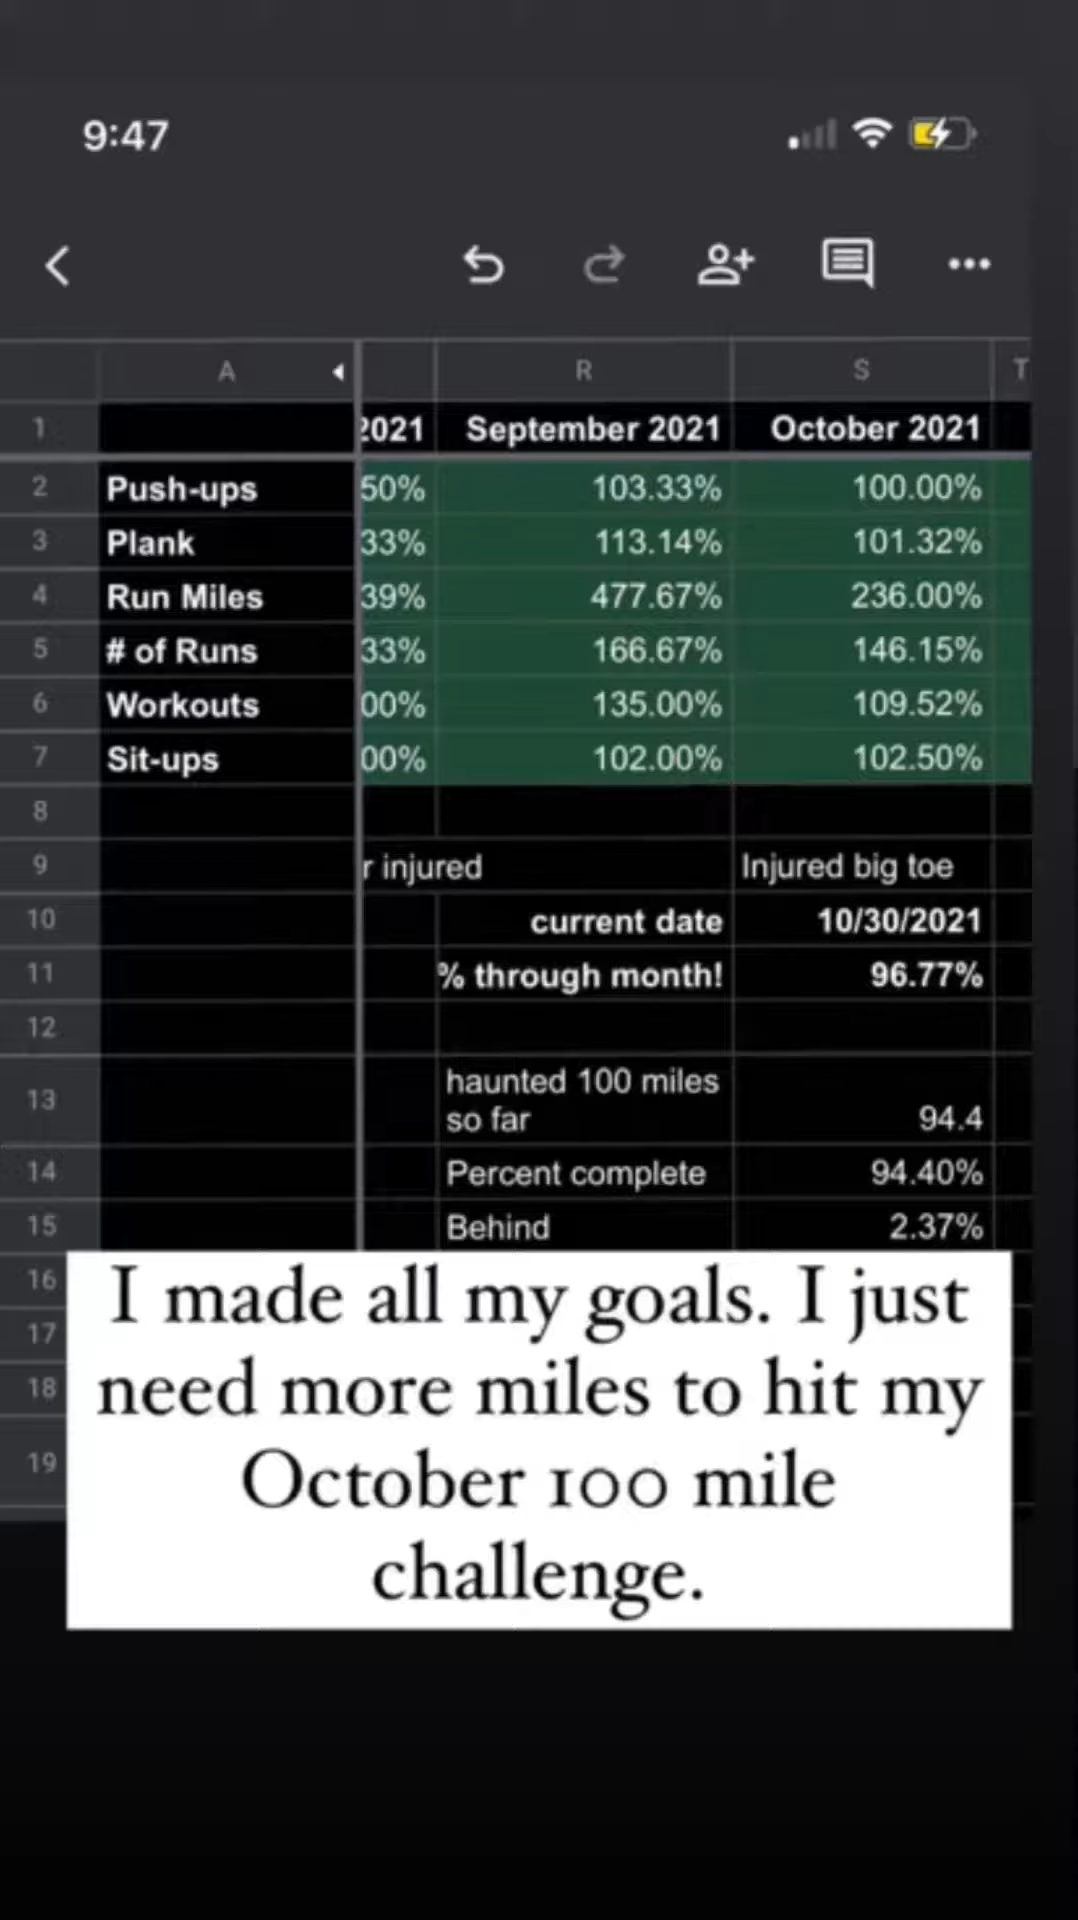 9:47
A R S T
1 2021 September 2021 October 2021
2 Push-ups 50% 103.33% 100.00%
3 Plank 33% 113.14% 101.32%
4 Run Miles 39% 477.67% 236.00%
5 # of Runs 33% 166.67% 146.15%
6 Workouts 00% 135.00% 109.52%
7 Sit-ups 00% 102.00% 102.50%
8
9 r injured Injured big toe
10 current date 10/30/2021
11 % through month! 96.77%
12
haunted 100 miles
13 so far 94.4
14 Percent complete 94.40%
15 Behind 2.37%
16
17
18
19
I made all my goals. I just
need more miles to hit my
October 100 mile
challenge.